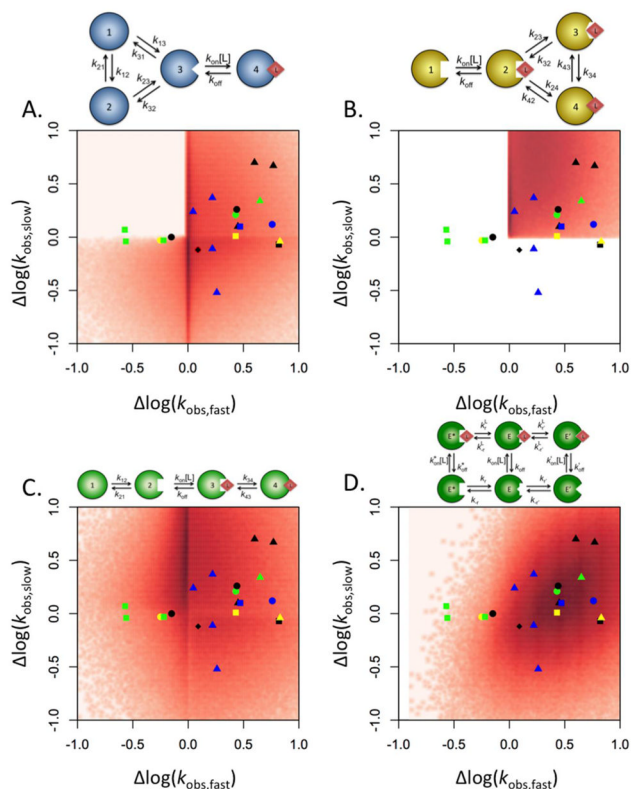 1
k13
k31
k21
k12
3
kon[L]
koff
4
L
k23
k32
2
A.
1
kon[L]
koff
2
L
k23
k32
3
L
k43
k34
k24
k42
4
L
B.
1.0
0.5
0.0
-0.5
-1.0
-1.0 -0.5 0.0 0.5 1.0
Δlog(kobs,slow)
Δlog(kobs,fast)
1.0
0.5
0.0
-0.5
-1.0
-1.0 -0.5 0.0 0.5 1.0
Δlog(kobs,slow)
Δlog(kobs,fast)
C.
1
k12
k21
2
kon[L]
koff
3
L
k34
k43
4
L
D.
E"
E
E'
kon[L]
koff
E"
E
E'
1.0
0.5
0.0
-0.5
-1.0
-1.0 -0.5 0.0 0.5 1.0
Δlog(kobs,slow)
Δlog(kobs,fast)
1.0
0.5
0.0
-0.5
-1.0
-1.0 -0.5 0.0 0.5 1.0
Δlog(kobs,slow)
Δlog(kobs,fast)